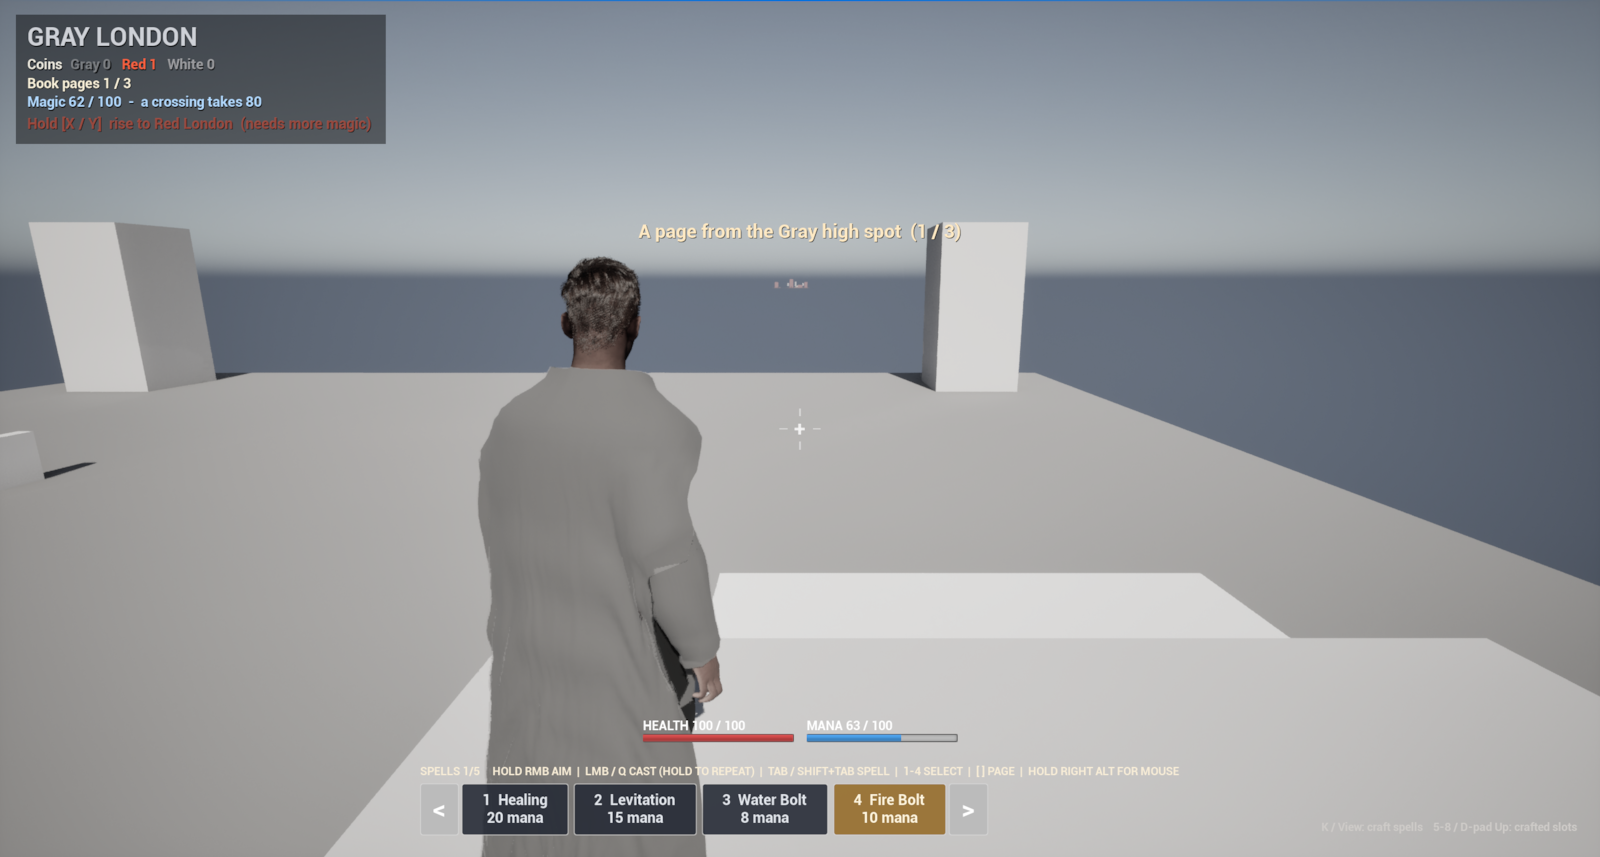 GRAY LONDON
Coins Gray 0 Red 1 White 0
Book pages 1 / 3
Magic 62 / 100 - a crossing takes 80
Hold [X / Y] rise to Red London (needs more magic)
A page from the Gray high spot (1 / 3)
HEALTH 100 / 100 MANA 63 / 100
SPELLS 1/5 HOLD RMB AIM | LMB / Q CAST (HOLD TO REPEAT) | TAB / SHIFT+TAB SPELL | 1-4 SELECT | [ ] PAGE | HOLD RIGHT ALT FOR MOUSE
< 1 Healing 2 Levitation 3 Water Bolt 4 Fire Bolt >
20 mana 15 mana 8 mana 10 mana
K / View: craft spells 5-8 / D-pad Up: crafted slots